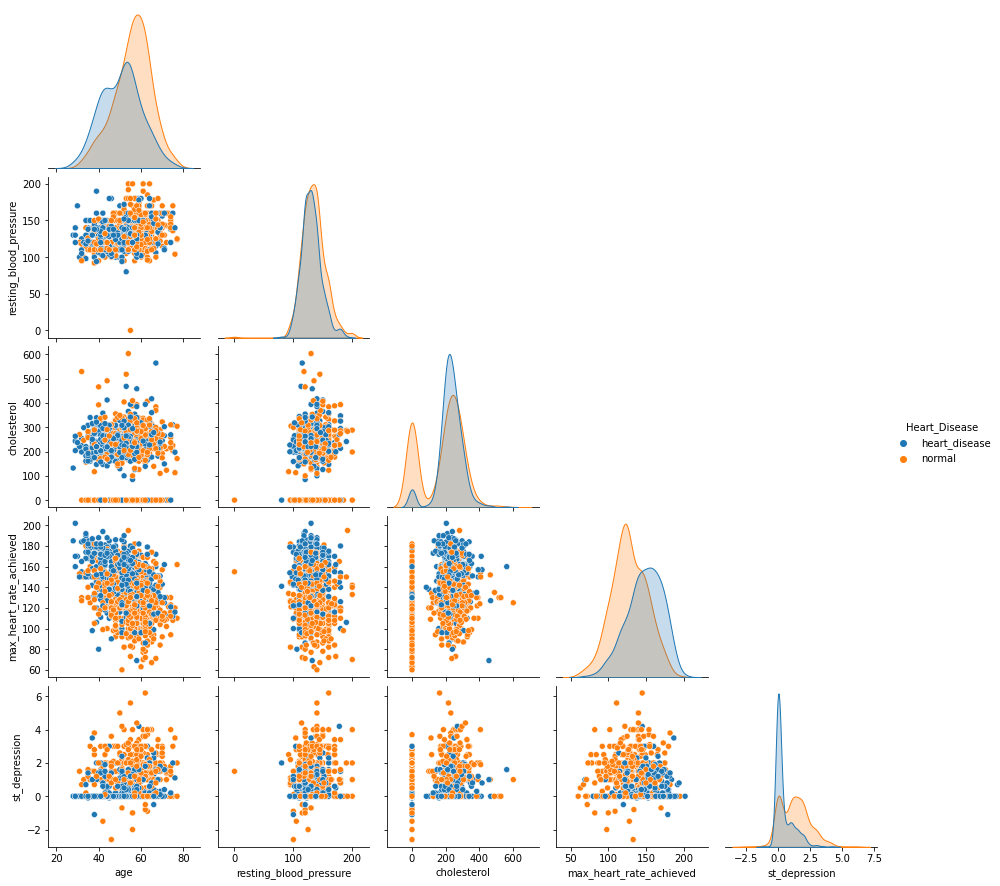 200
150
100
50
0
resting_blood_pressure
600
500
400
300
200
100
0
cholesterol
Heart_Disease
heart_disease
normal
200
180
160
140
120
100
80
60
max_heart_rate_achieved
6
4
2
0
−2
st_depression
20 40 60 80
age
0 100 200
resting_blood_pressure
0 200 400 600
cholesterol
50 100 150 200
max_heart_rate_achieved
−2.5 0.0 2.5 5.0 7.5
st_depression